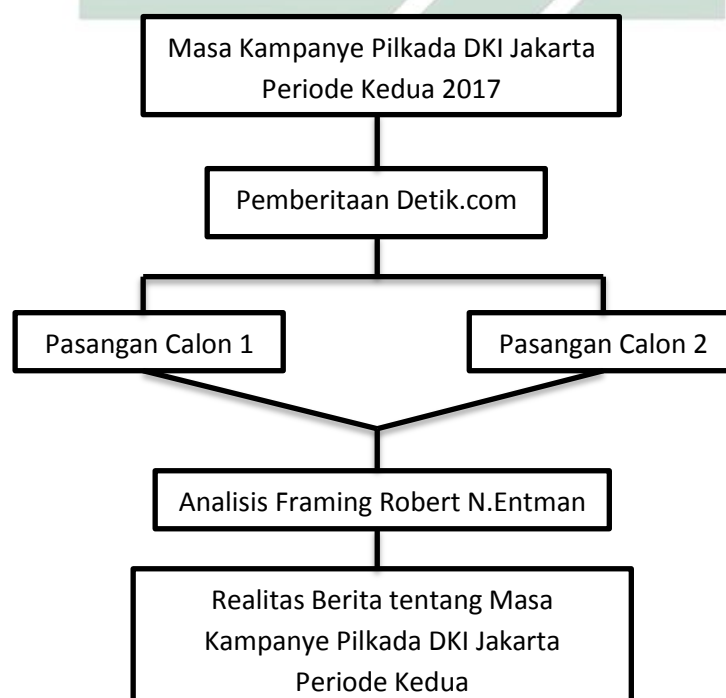 Masa Kampanye Pilkada DKI Jakarta
Periode Kedua 2017
Pemberitaan Detik.com
Pasangan Calon 1
Pasangan Calon 2
Analisis Framing Robert N.Entman
Realitas Berita tentang Masa
Kampanye Pilkada DKI Jakarta
Periode Kedua